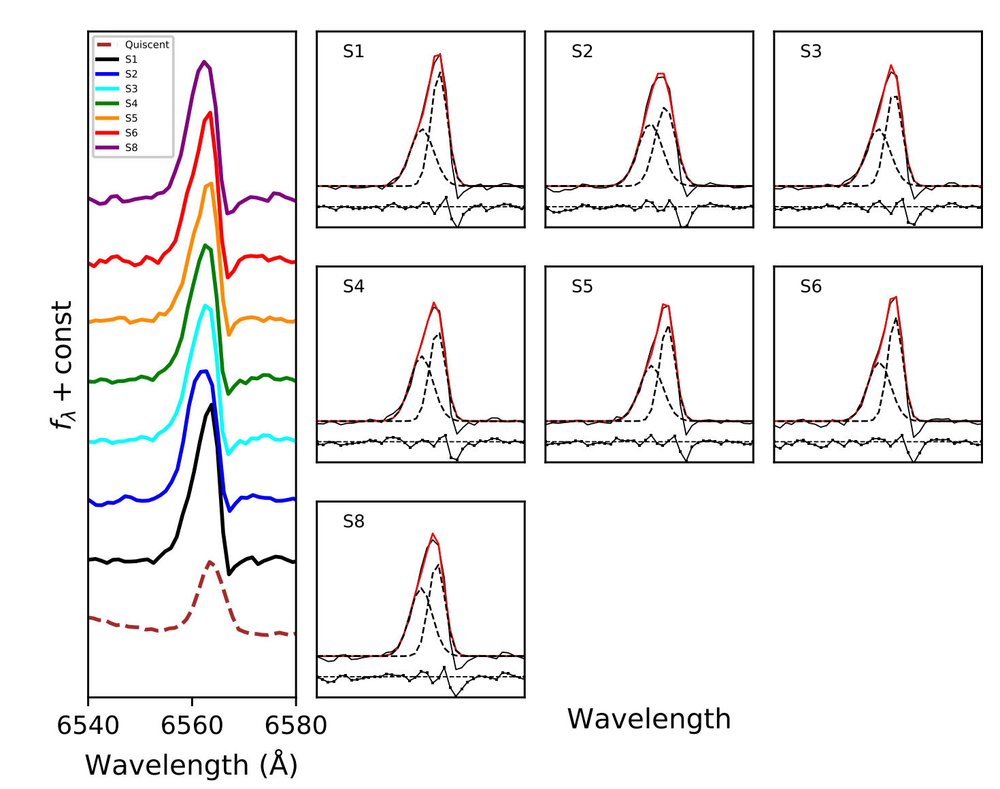 Quiscent
S1
S2
S3
S4
S5
S6
S8
S1
S2
S3
S4
S5
S6
S8
fλ + const
6540
6560
6580
Wavelength (Å)
Wavelength